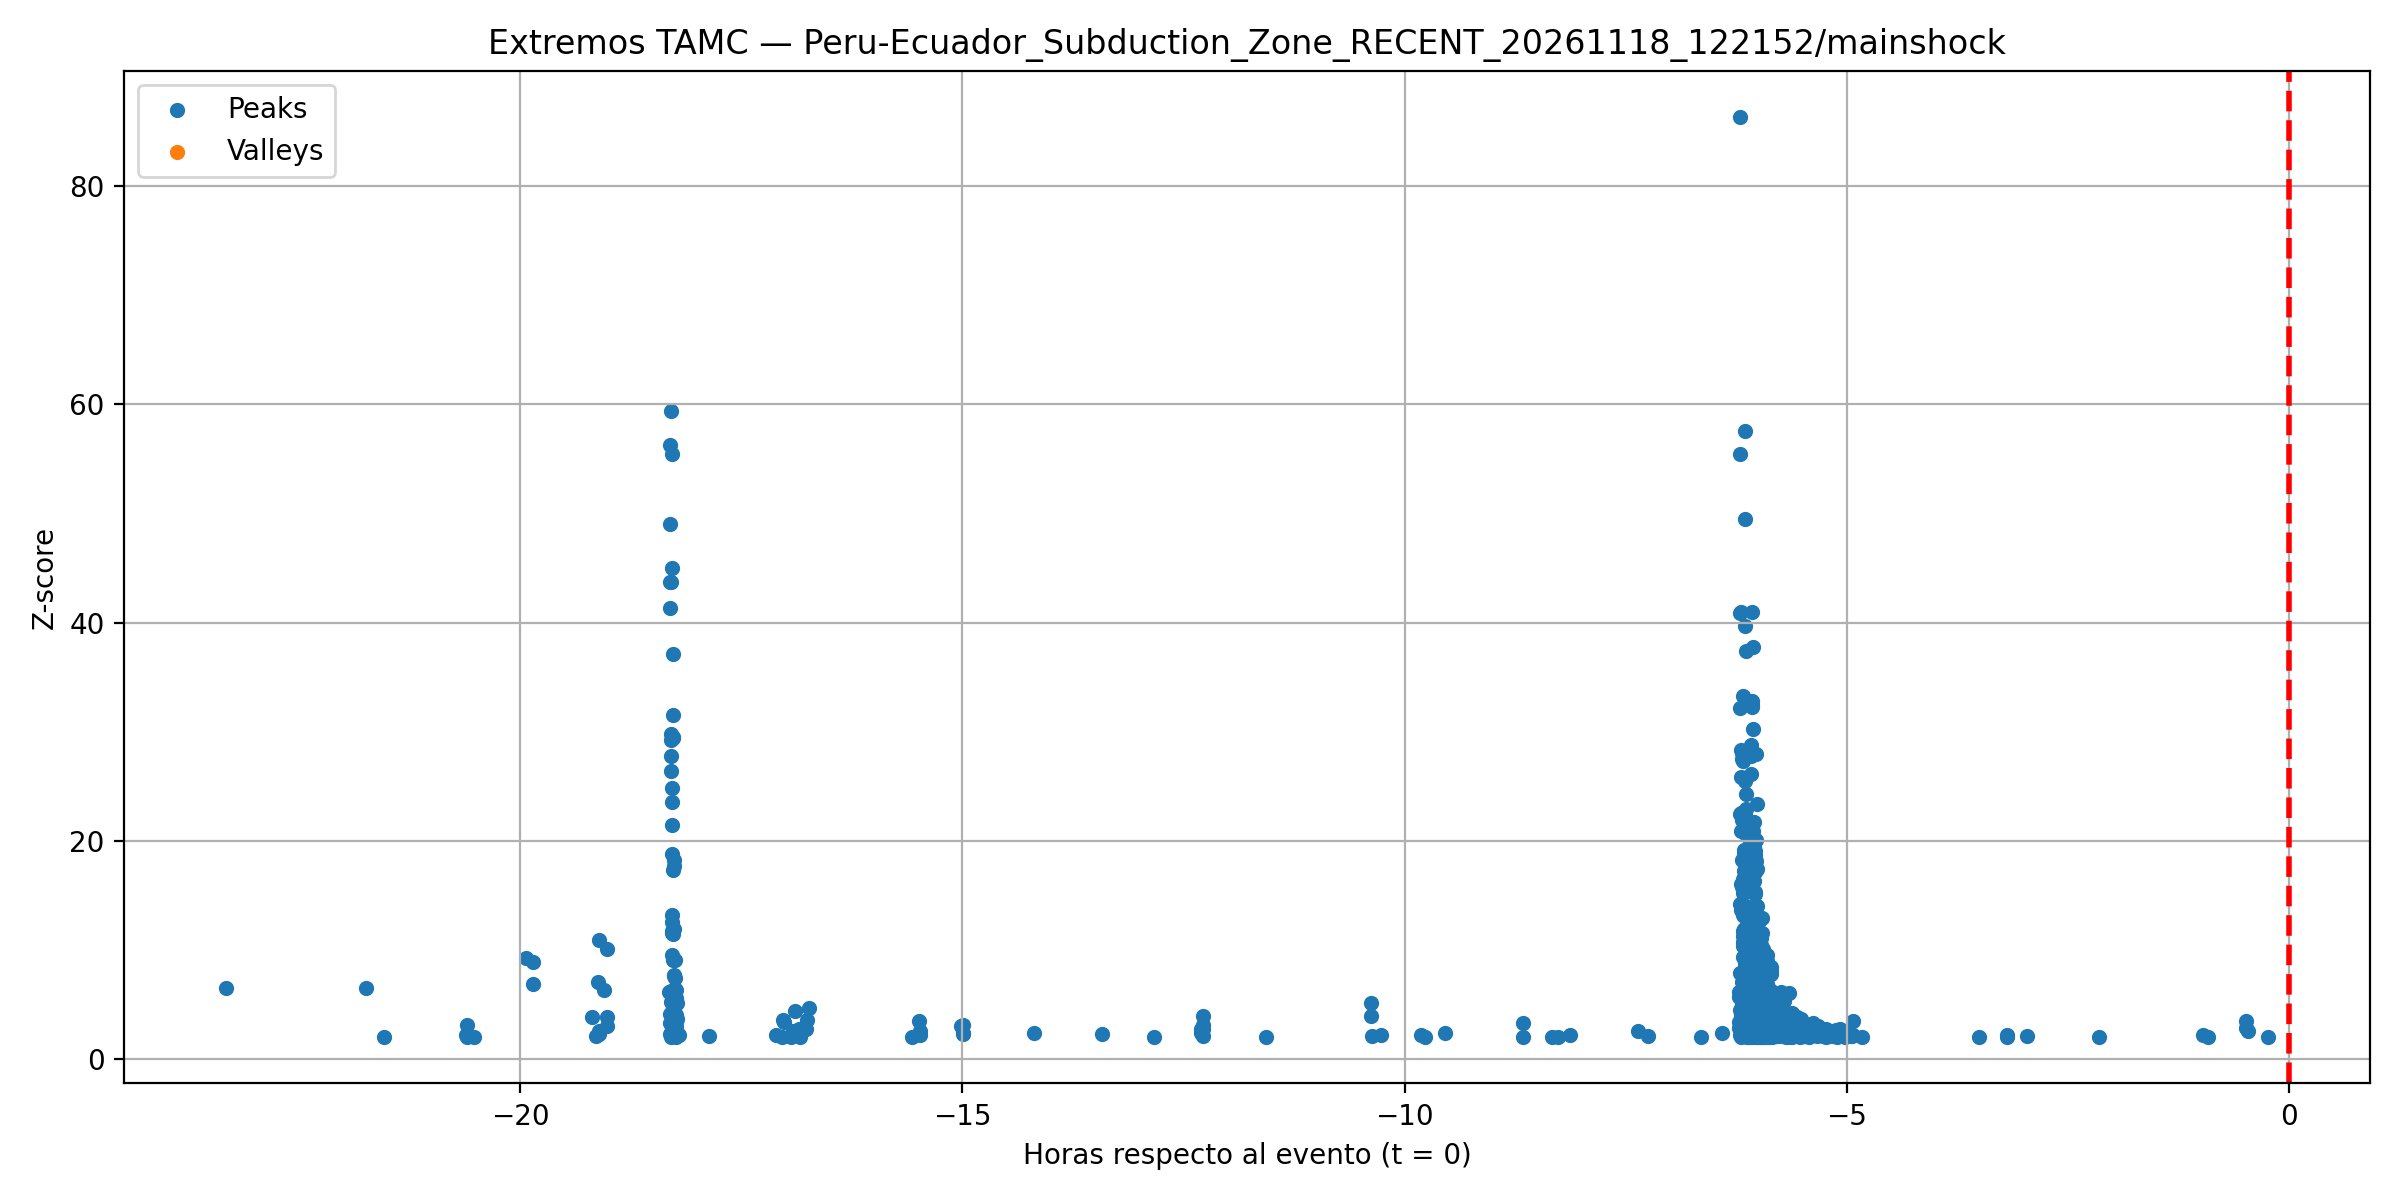 Extremos TAMC — Peru-Ecuador_Subduction_Zone_RECENT_20261118_122152/mainshock
Peaks
Valleys
80
60
40
20
0
Z-score
−20
−15
−10
−5
0
Horas respecto al evento (t = 0)